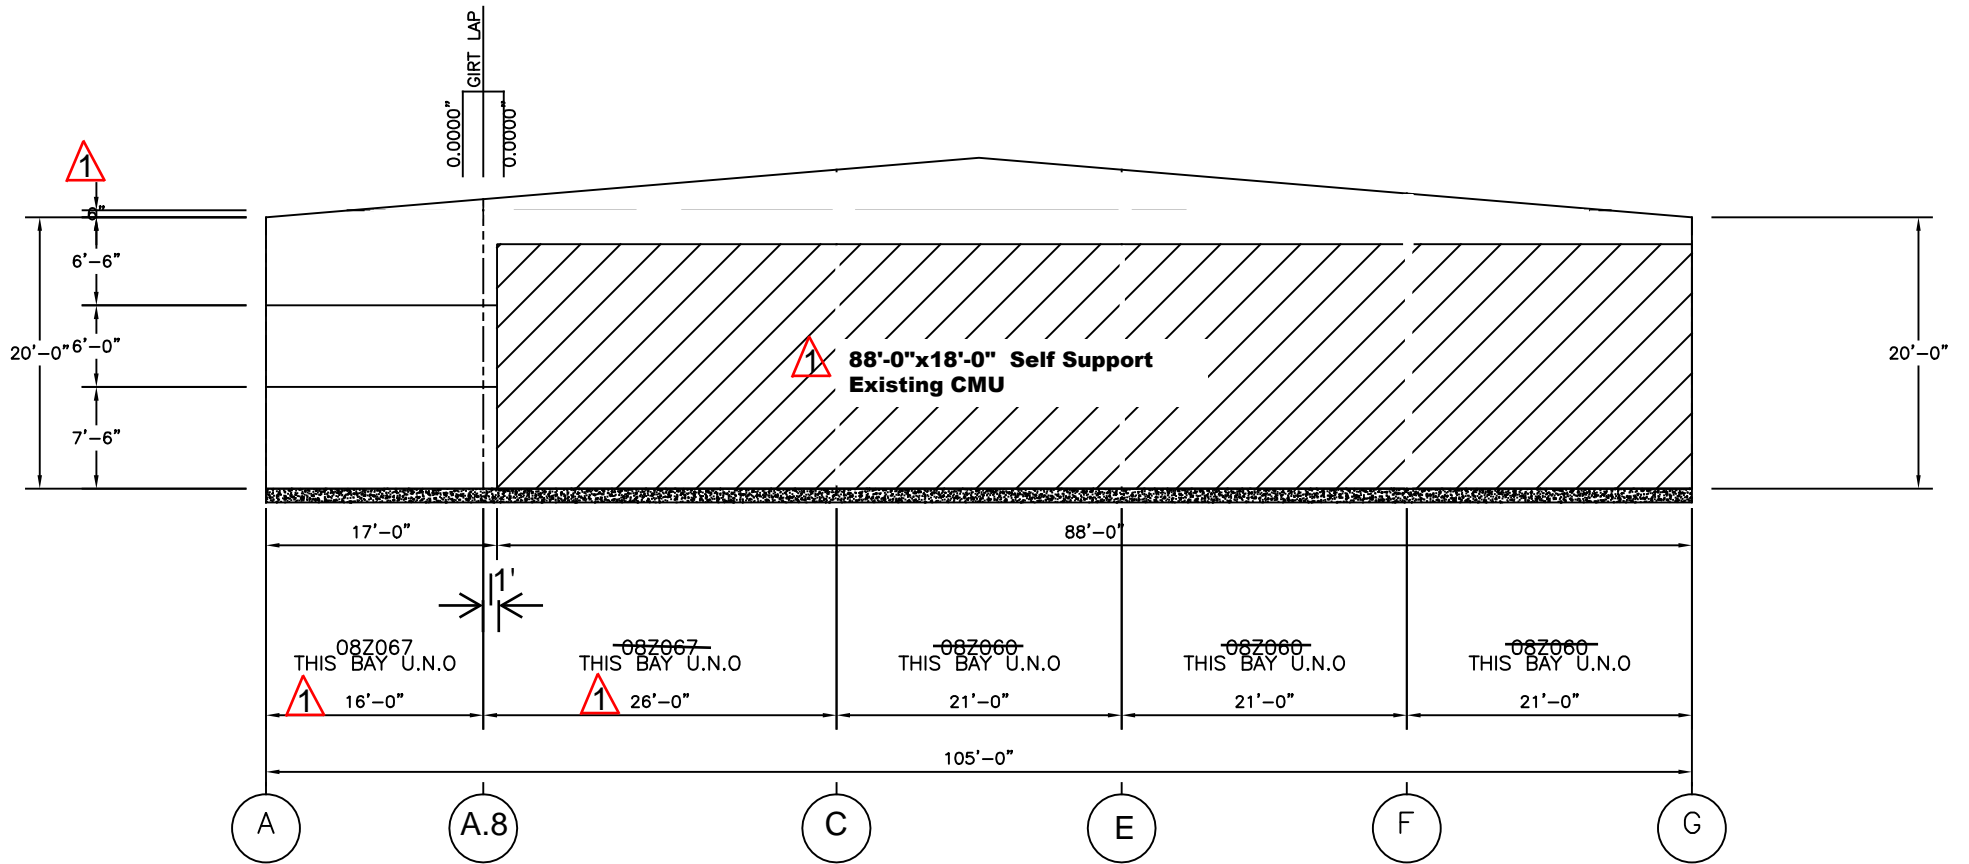 GIRT LAP
0.0000"
0.0000"
1
6"
6'-6"
20'-0"
6'-0"
7'-6"
20'-0"
1
88'-0"x18'-0" Self Support
Existing CMU
17'-0"
88'-0"
1'
08Z067
THIS BAY U.N.O
08Z067
THIS BAY U.N.O
08Z060
THIS BAY U.N.O
08Z060
THIS BAY U.N.O
08Z060
THIS BAY U.N.O
1
16'-0"
1
26'-0"
21'-0"
21'-0"
21'-0"
105'-0"
A
A.8
C
E
F
G